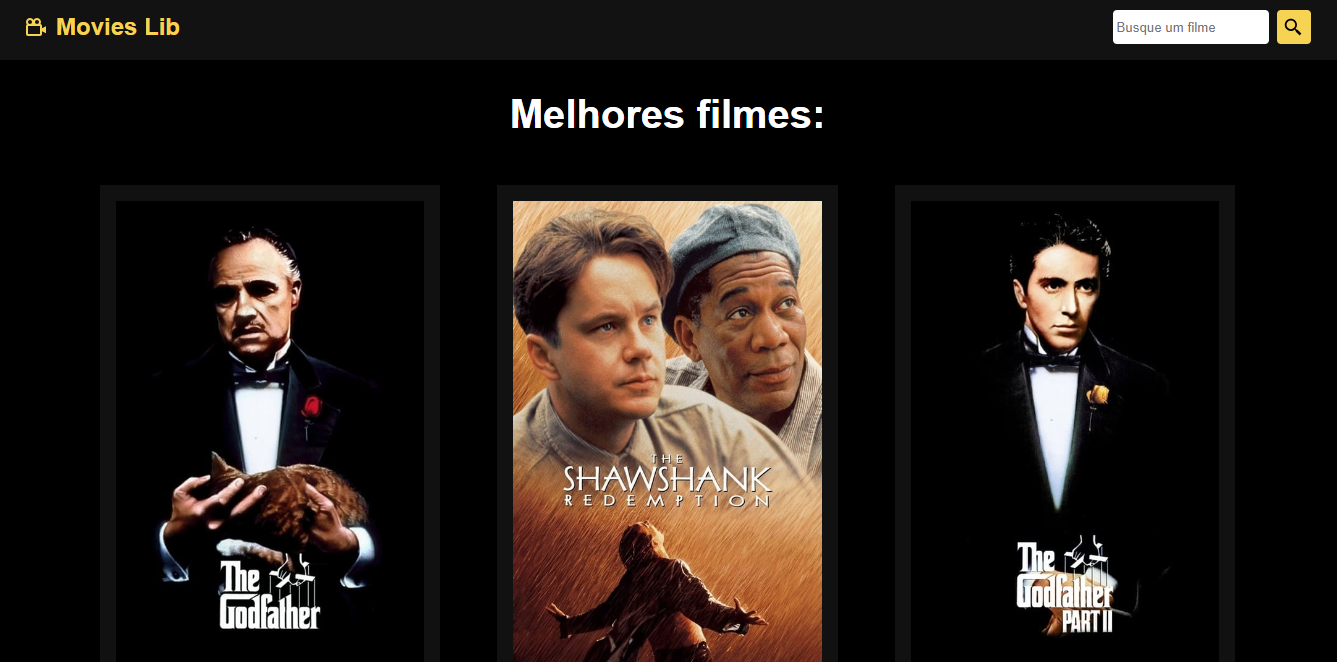 Movies Lib
Busque um filme
Melhores filmes:
The
Godfather
THE
SHAWSHANK
REDEMPTION
The
Godfather
PART II